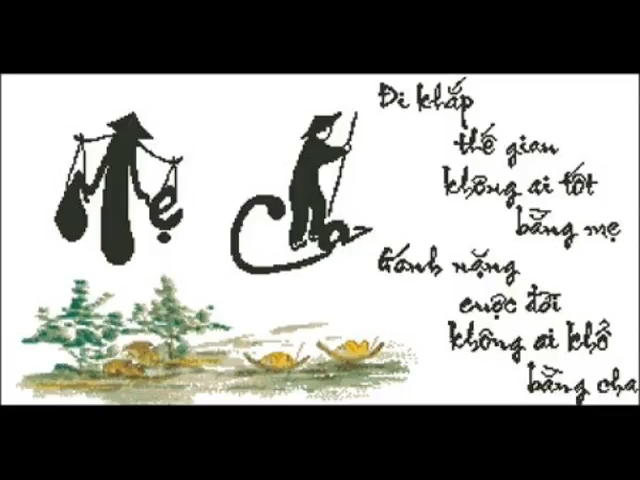 Mẹ Cha
Đi khắp
thế gian
không ai tốt
bằng mẹ
Gánh nặng
cuộc đời
không ai khổ
bằng cha